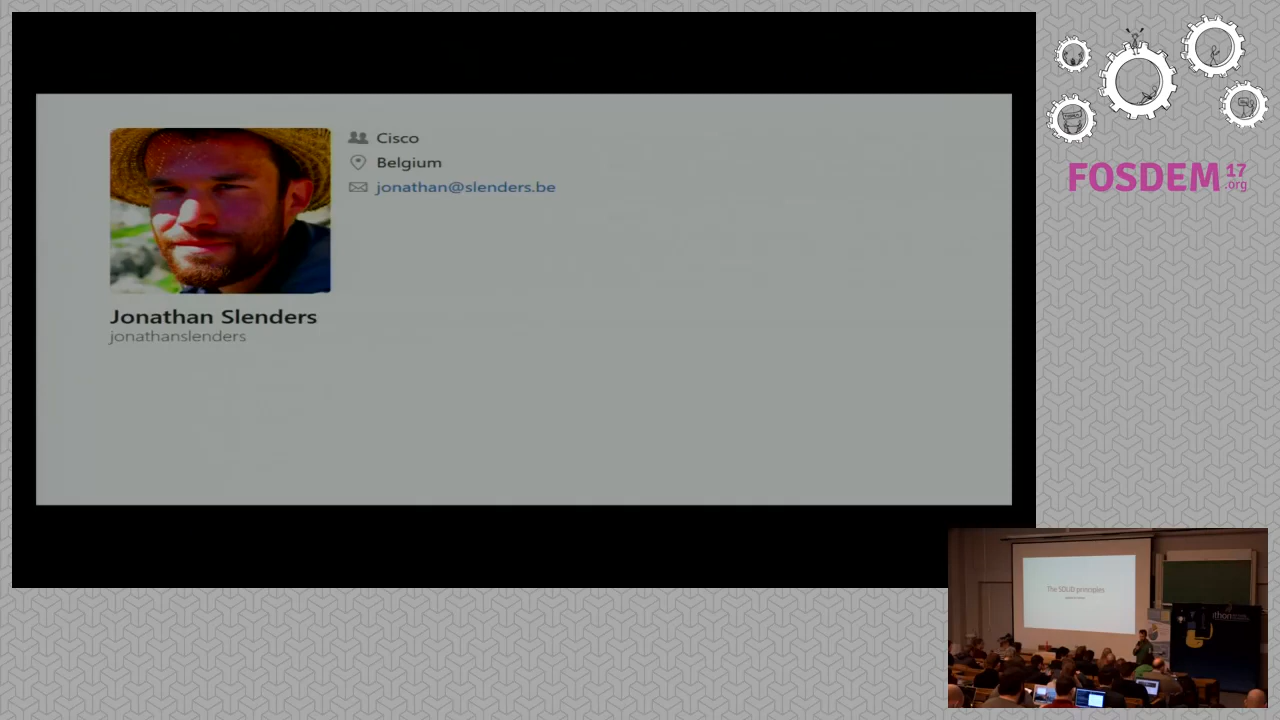 Cisco
Belgium
jonathan@slenders.be
Jonathan Slenders
jonathanslenders
FOSDEM 17
.org
The SOLID principles